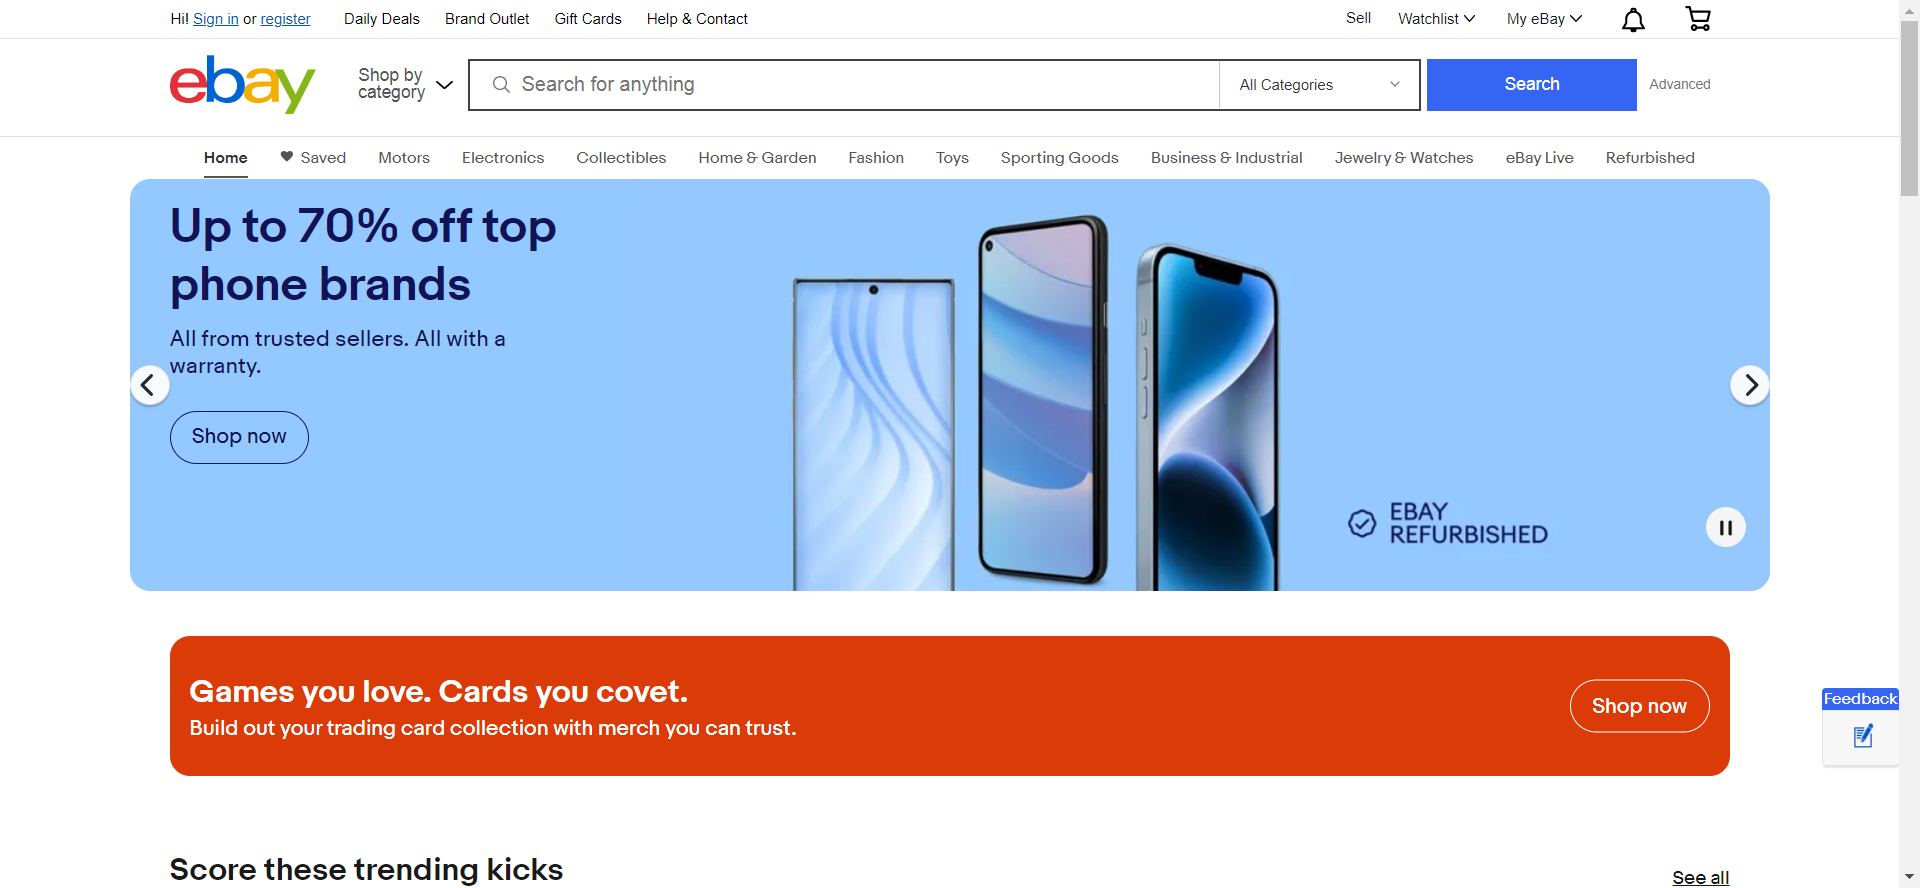 Hi! Sign in or register Daily Deals Brand Outlet Gift Cards Help & Contact Sell Watchlist My eBay
ebay Shop by category Search for anything All Categories Search Advanced
Home Saved Motors Electronics Collectibles Home & Garden Fashion Toys Sporting Goods Business & Industrial Jewelry & Watches eBay Live Refurbished
Up to 70% off top
phone brands
All from trusted sellers. All with a
warranty.
Shop now
EBAY
REFURBISHED
Games you love. Cards you covet.
Build out your trading card collection with merch you can trust.
Shop now
Feedback
Score these trending kicks
See all